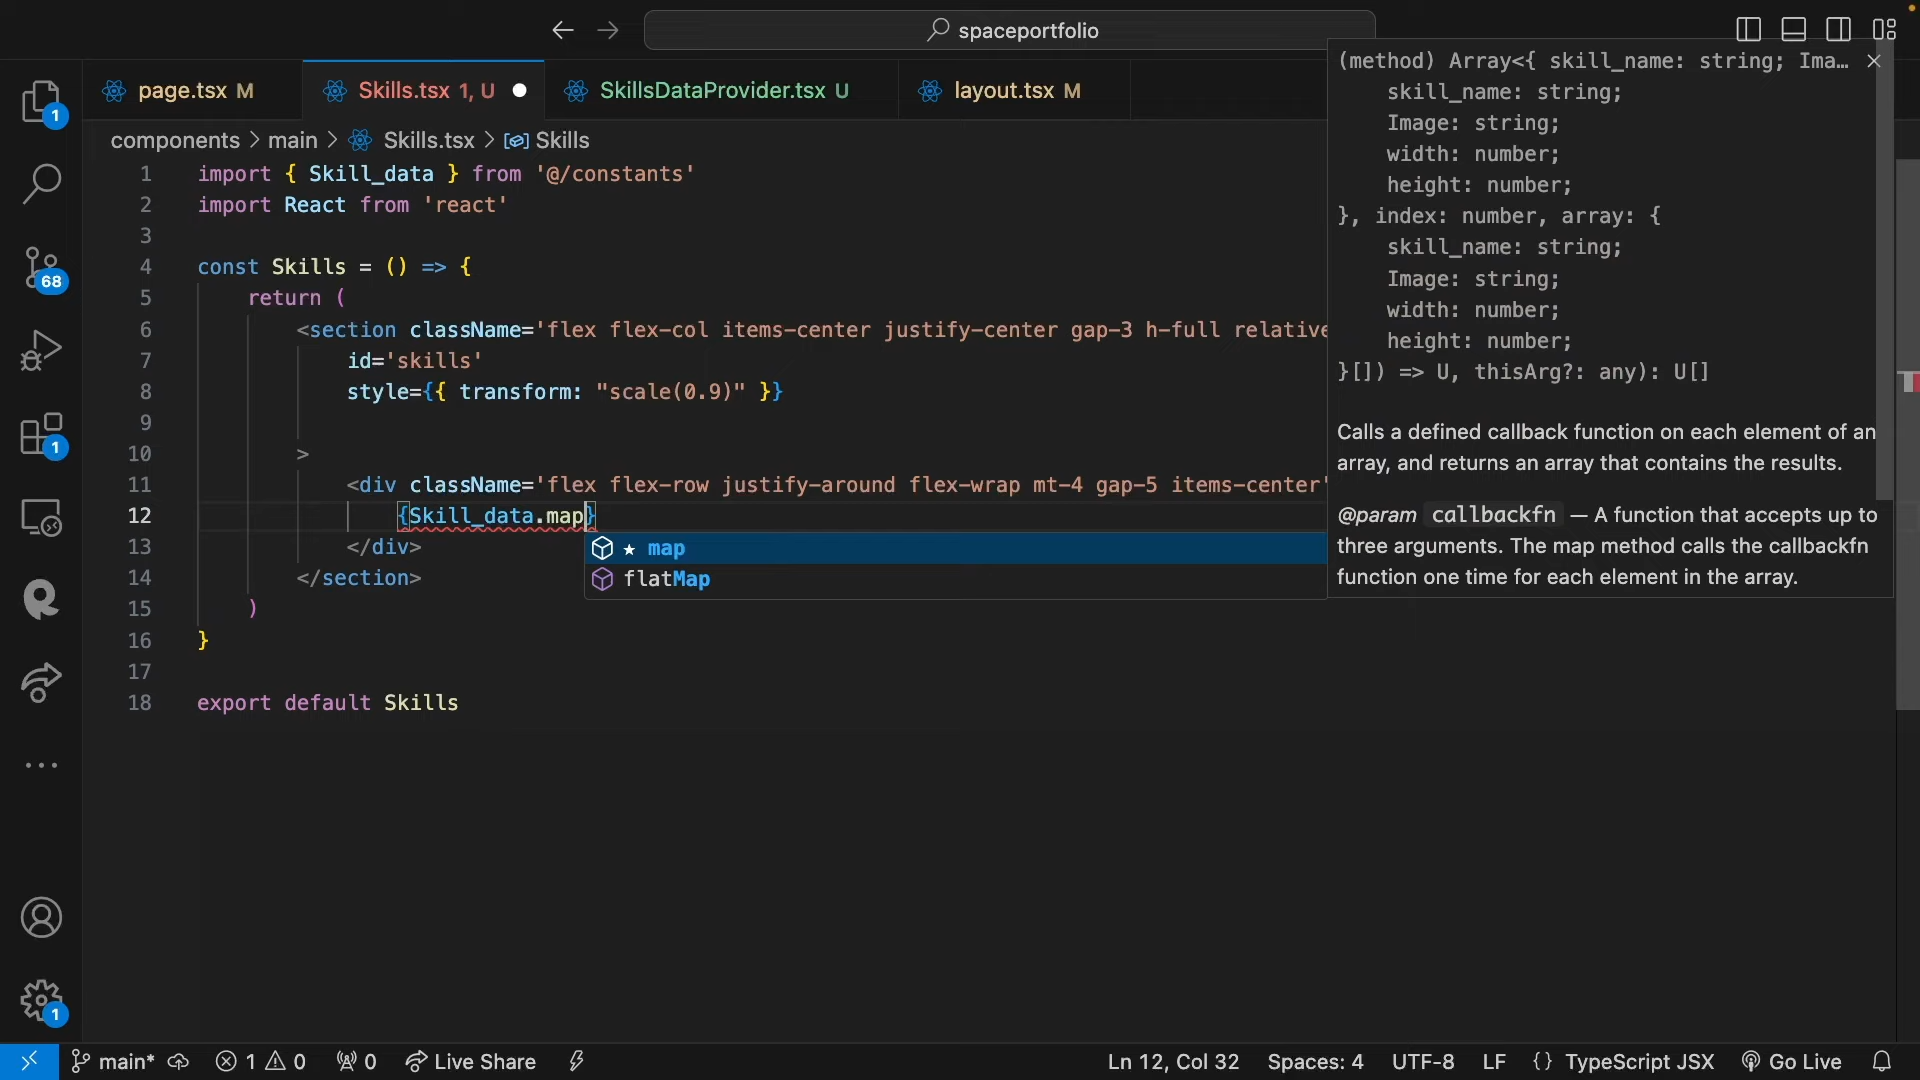 spaceportfolio
page.tsx M
Skills.tsx 1, U
SkillsDataProvider.tsx U
layout.tsx M
components > main > Skills.tsx > Skills
1 import { Skill_data } from '@/constants'
2 import React from 'react'
3
4 const Skills = () => {
5 return (
6 <section className='flex flex-col items-center justify-center gap-3 h-full relative
7 id='skills'
8 style={{ transform: "scale(0.9)" }}
9
10 >
11 <div className='flex flex-row justify-around flex-wrap mt-4 gap-5 items-center'
12 {Skill_data.map}
13 </div>
14 </section>
15 )
16 }
17
18 export default Skills
★ map
flatMap
(method) Array<{ skill_name: string; Ima…
skill_name: string;
Image: string;
width: number;
height: number;
}, index: number, array: {
skill_name: string;
Image: string;
width: number;
height: number;
}[]) => U, thisArg?: any): U[]
Calls a defined callback function on each element of an
array, and returns an array that contains the results.
@param callbackfn — A function that accepts up to
three arguments. The map method calls the callbackfn
function one time for each element in the array.
1
68
1
1
main* 1 0 0 Live Share Ln 12, Col 32 Spaces: 4 UTF-8 LF {} TypeScript JSX Go Live